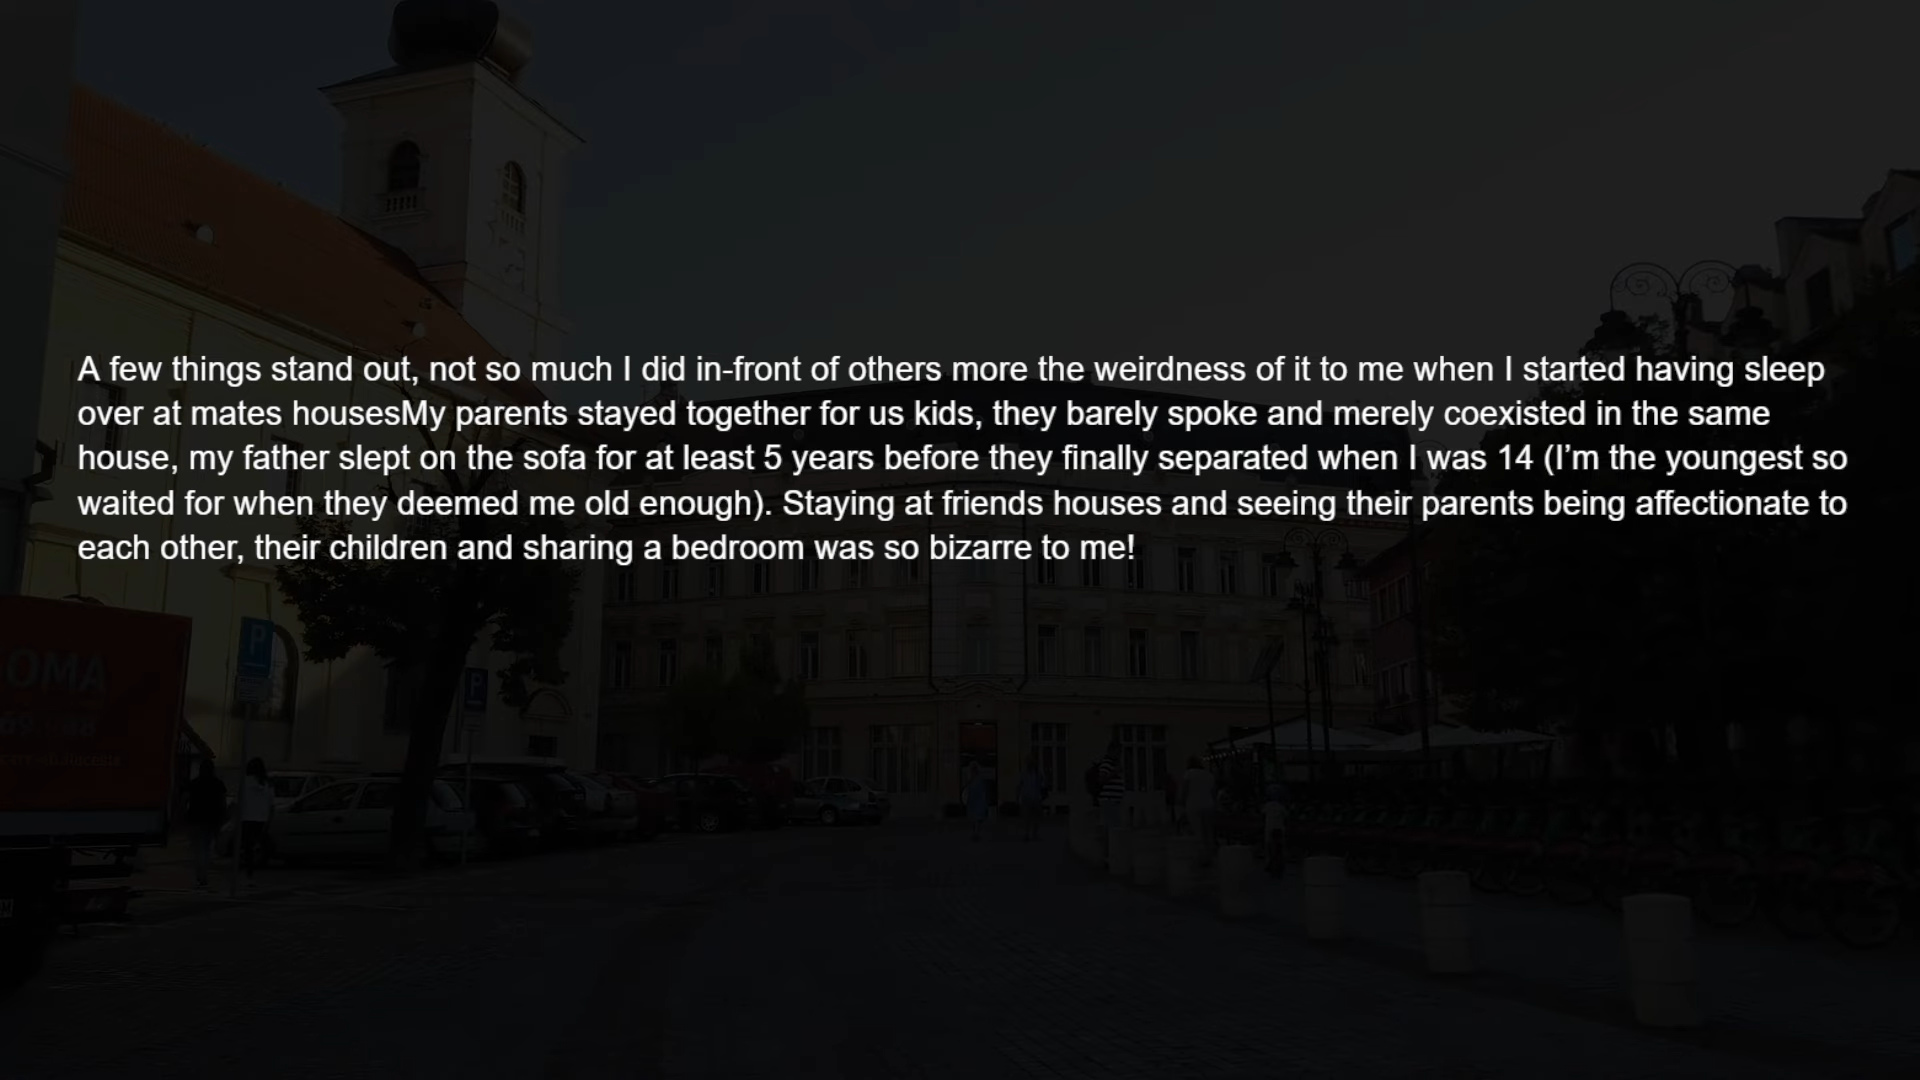 A few things stand out, not so much I did in-front of others more the weirdness of it to me when I started having sleep
over at mates housesMy parents stayed together for us kids, they barely spoke and merely coexisted in the same
house, my father slept on the sofa for at least 5 years before they finally separated when I was 14 (I’m the youngest so
waited for when they deemed me old enough). Staying at friends houses and seeing their parents being affectionate to
each other, their children and sharing a bedroom was so bizarre to me!
P
P
OMA